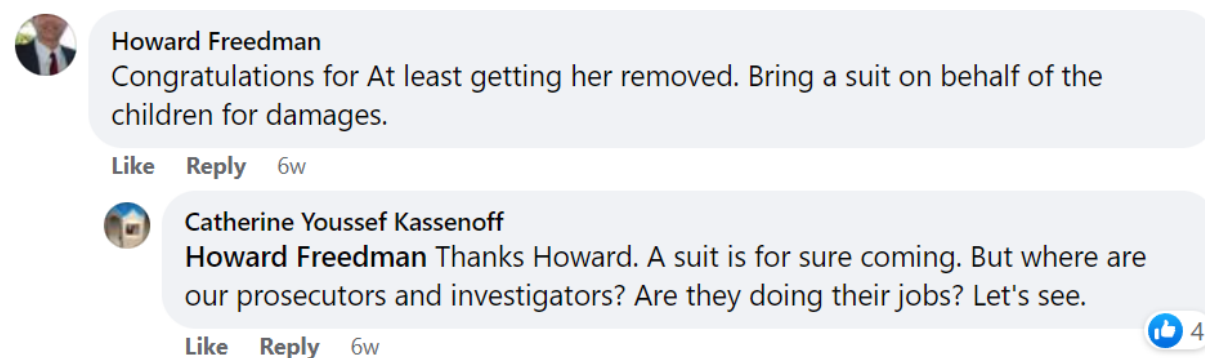 Howard Freedman
Congratulations for At least getting her removed. Bring a suit on behalf of the
children for damages.
Like Reply 6w
Catherine Youssef Kassenoff
Howard Freedman Thanks Howard. A suit is for sure coming. But where are
our prosecutors and investigators? Are they doing their jobs? Let's see.
4
Like Reply 6w